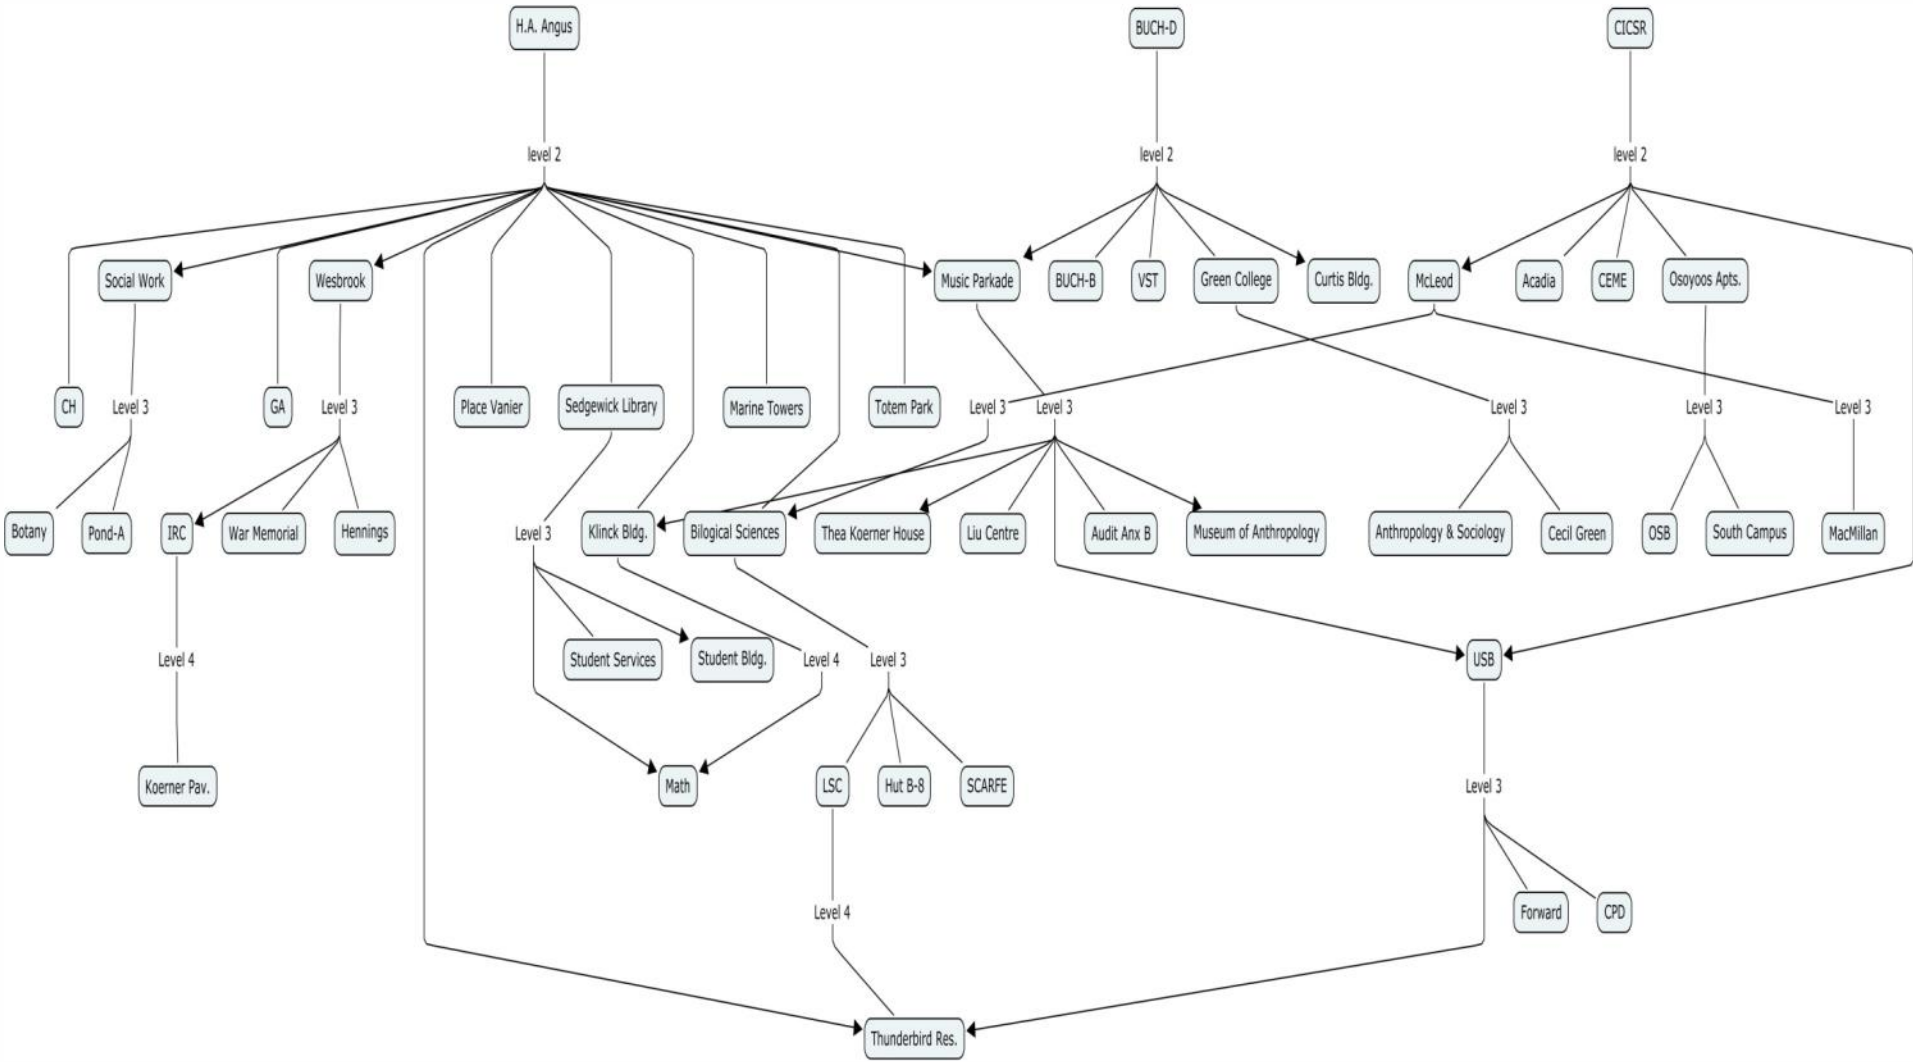 H.A. Angus
BUCH-D
CICSR
level 2
level 2
level 2
Social Work
Wesbrook
Music Parkade
BUCH-B
VST
Green College
Curtis Bldg.
McLeod
Acadia
CEME
Osoyoos Apts.
CH
Level 3
GA
Level 3
Place Vanier
Sedgewick Library
Marine Towers
Totem Park
Level 3
Level 3
Level 3
Level 3
Level 3
Botany
Pond-A
IRC
War Memorial
Hennings
Level 3
Klinck Bldg.
Bilogical Sciences
Thea Koerner House
Liu Centre
Audit Anx B
Museum of Anthropology
Anthropology & Sociology
Cecil Green
OSB
South Campus
MacMillan
Level 4
Student Services
Student Bldg.
Level 4
Level 3
USB
Koerner Pav.
Math
LSC
Hut B-8
SCARFE
Level 3
Level 4
Forward
CPD
Thunderbird Res.